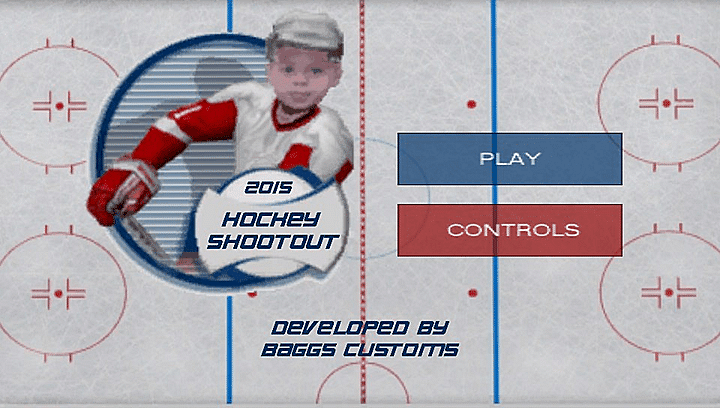 2015
HOCKEY
SHOOTOUT
PLAY
CONTROLS
DEVELOPED BY
BAGGS CUSTOMS